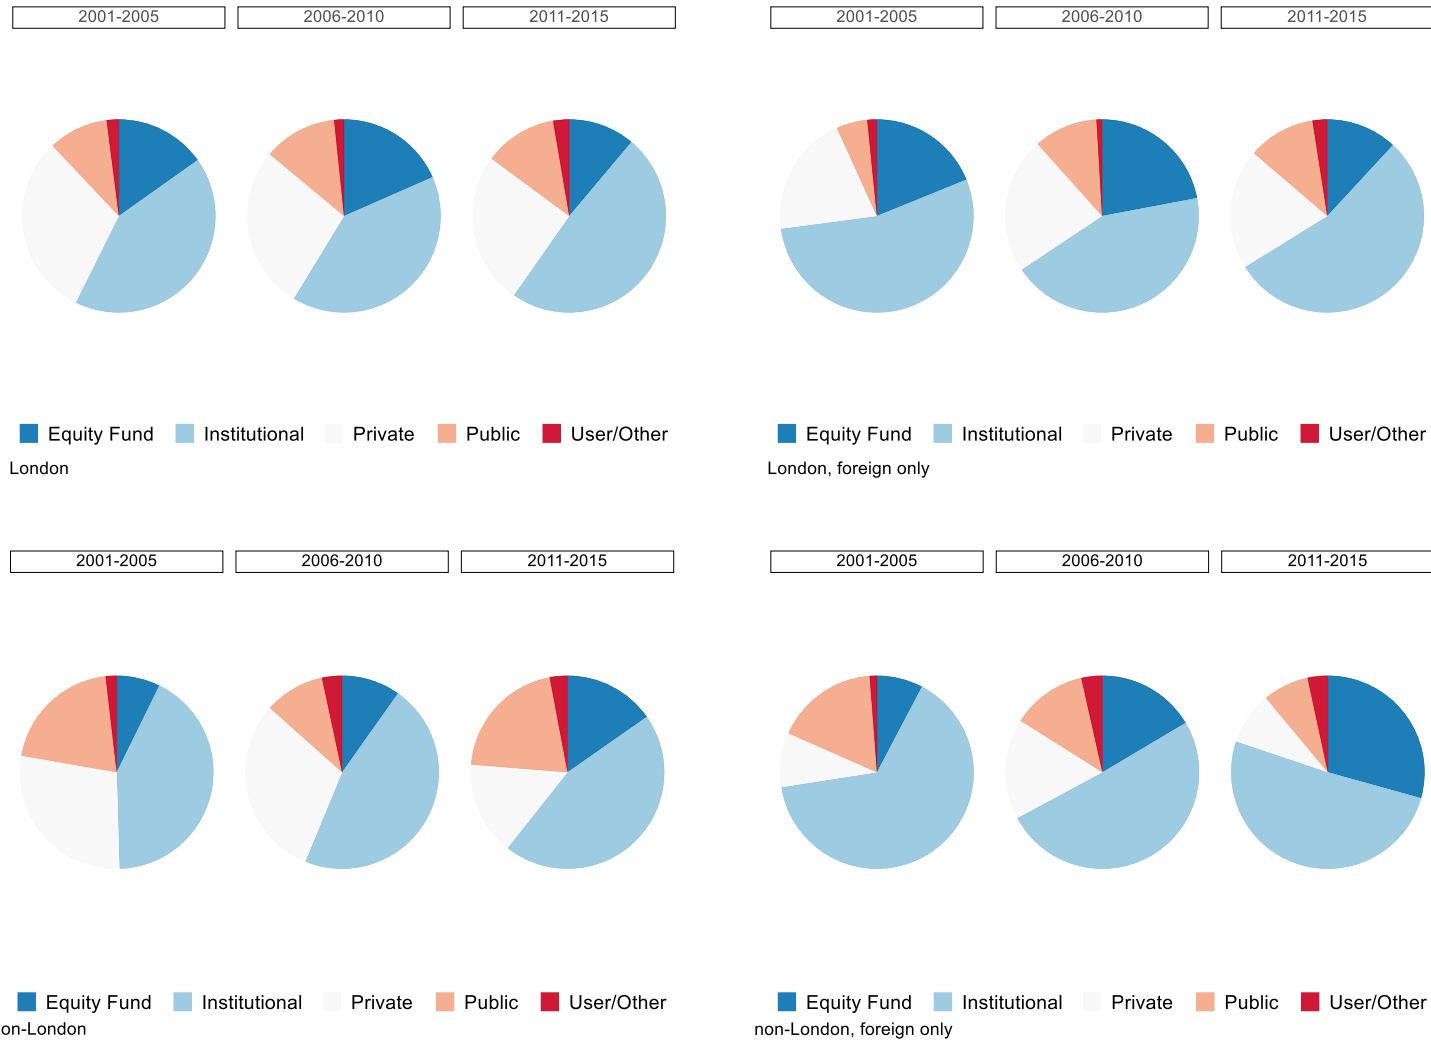 2001-2005 2006-2010 2011-2015
Equity Fund Institutional Private Public User/Other
London
2001-2005 2006-2010 2011-2015
Equity Fund Institutional Private Public User/Other
London, foreign only
2001-2005 2006-2010 2011-2015
Equity Fund Institutional Private Public User/Other
on-London
2001-2005 2006-2010 2011-2015
Equity Fund Institutional Private Public User/Other
non-London, foreign only